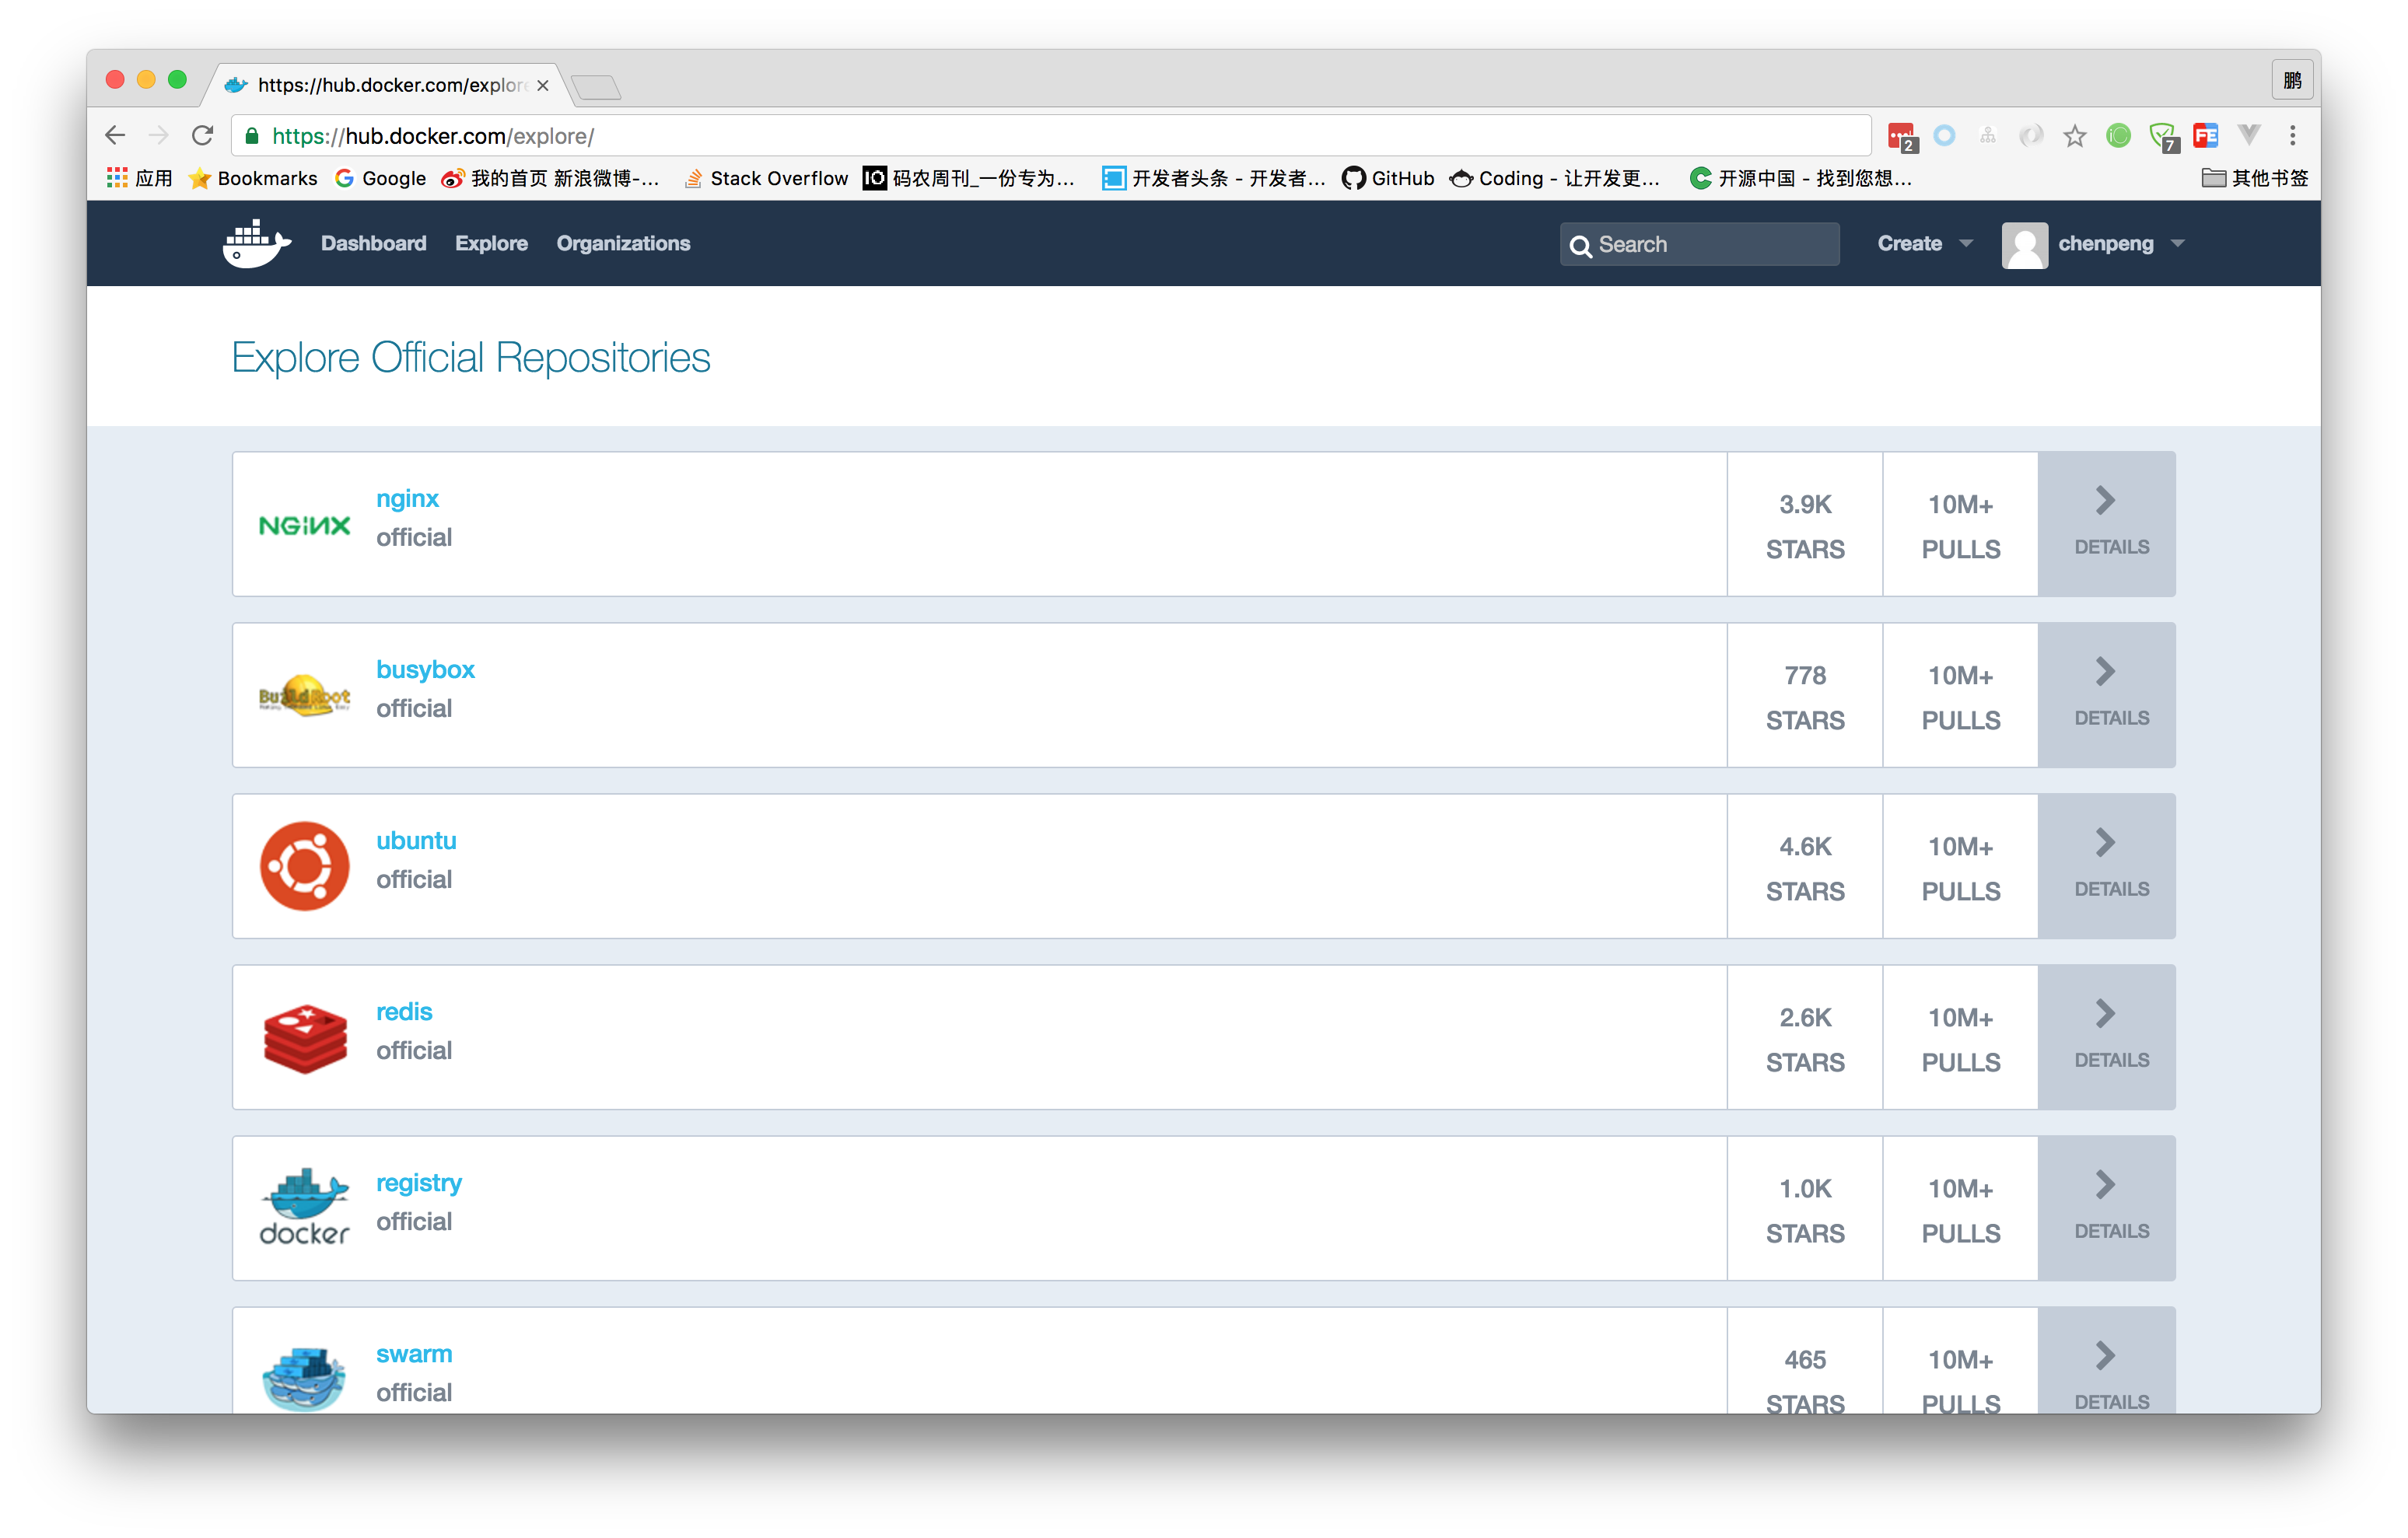 https://hub.docker.com/explore
鹏
https://hub.docker.com/explore/
2
7
应用
Bookmarks
Google
我的首页 新浪微博-...
Stack Overflow
码农周刊_一份专为...
开发者头条 - 开发者...
GitHub
Coding - 让开发更...
开源中国 - 找到您想...
其他书签
Dashboard
Explore
Organizations
Search
Create
chenpeng
Explore Official Repositories
NGINX
nginx
official
3.9K
STARS
10M+
PULLS
DETAILS
BuildRoot
busybox
official
778
STARS
10M+
PULLS
DETAILS
ubuntu
official
4.6K
STARS
10M+
PULLS
DETAILS
redis
official
2.6K
STARS
10M+
PULLS
DETAILS
docker
registry
official
1.0K
STARS
10M+
PULLS
DETAILS
swarm
official
465
STARS
10M+
PULLS
DETAILS